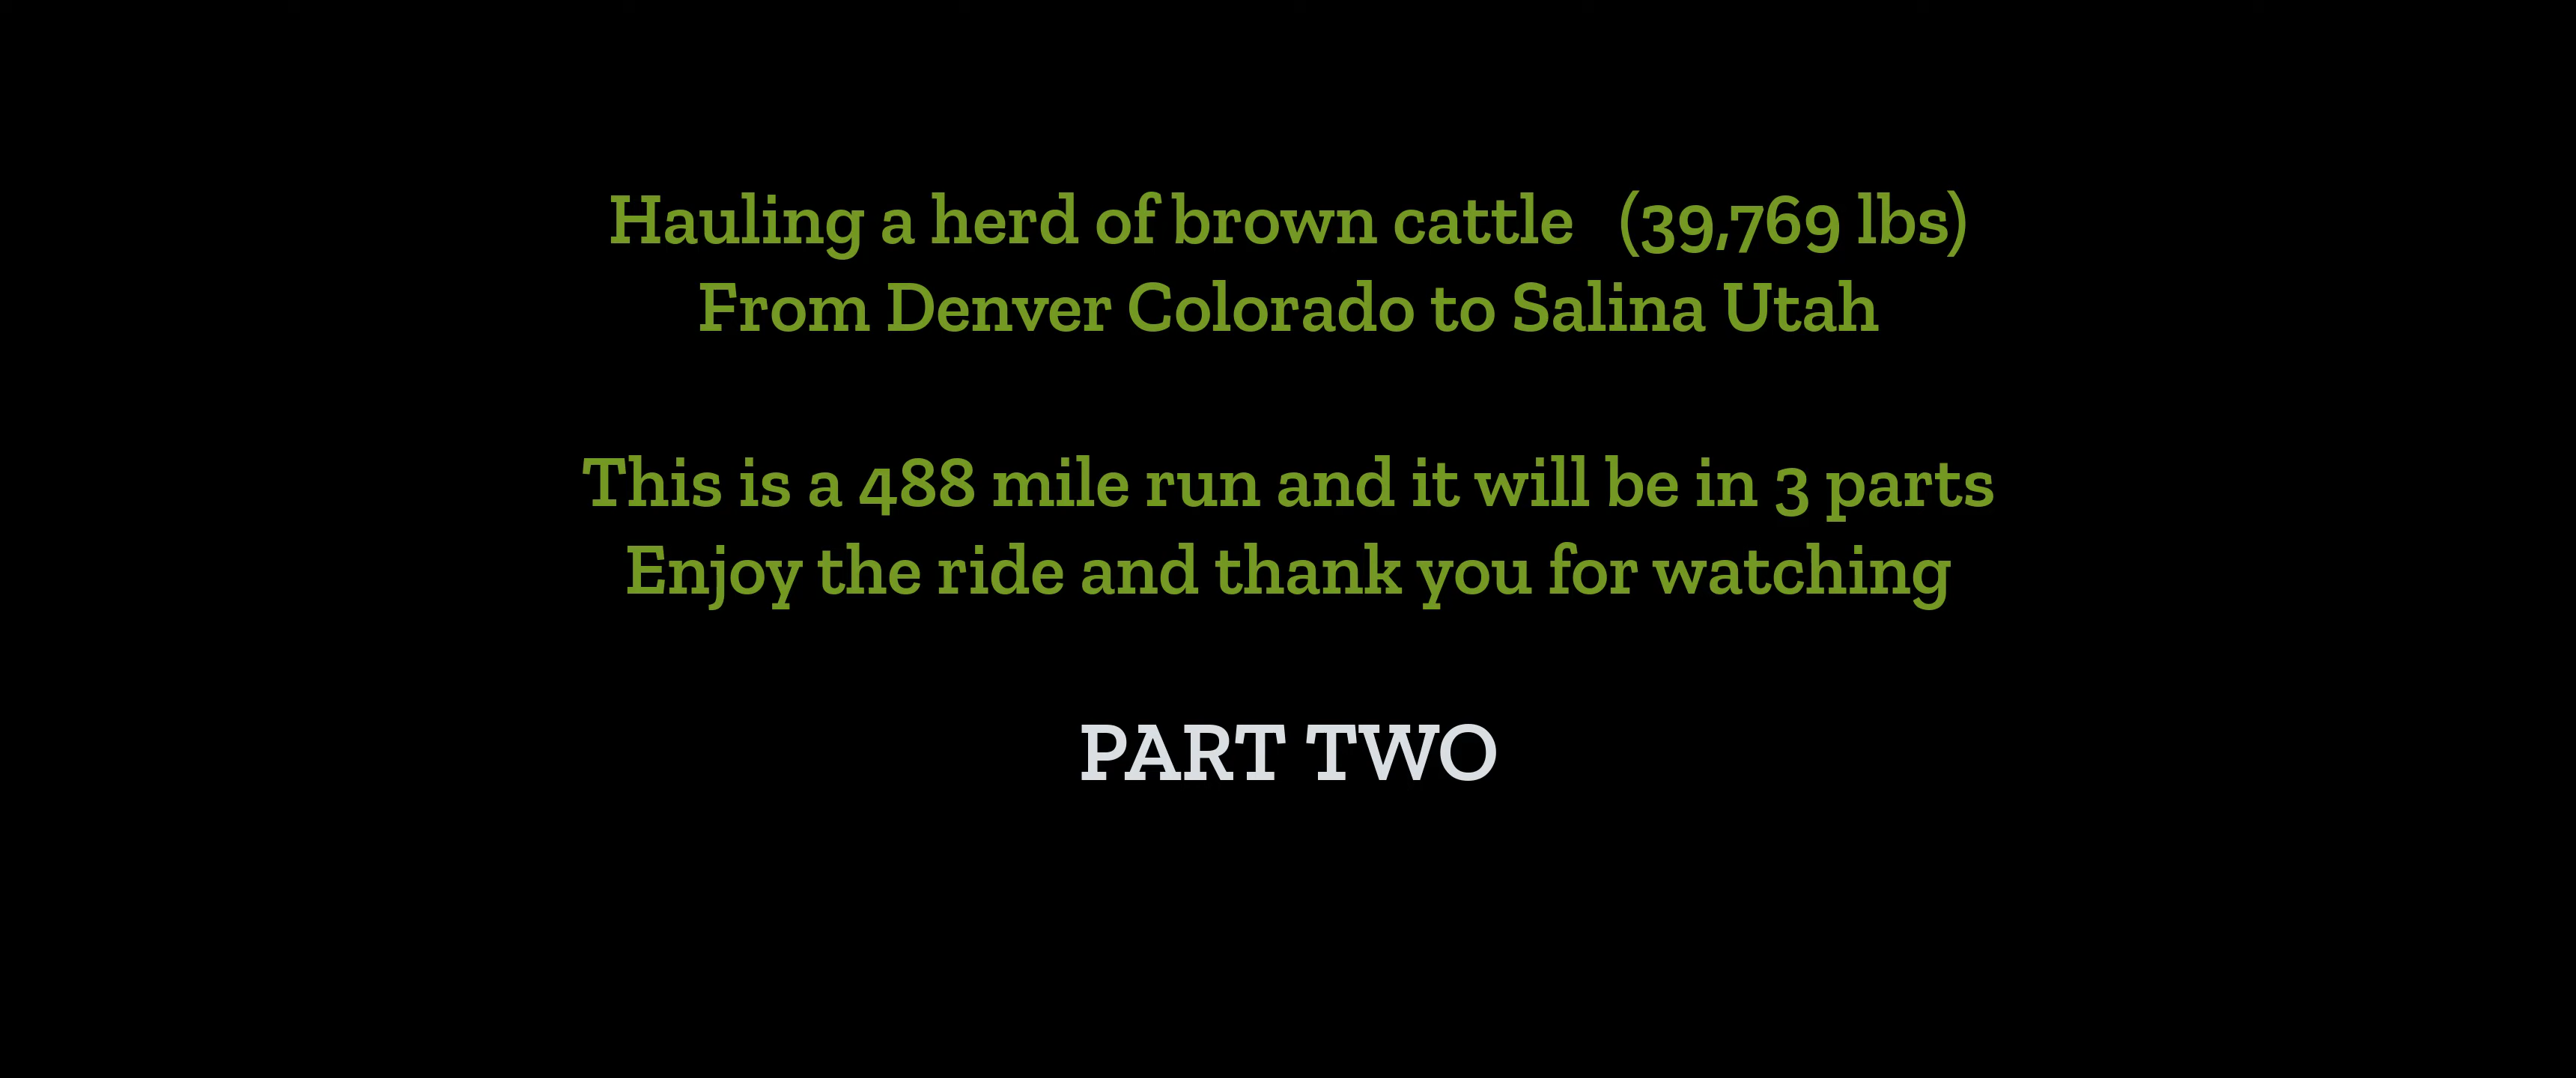 Hauling a herd of brown cattle (39,769 lbs)
From Denver Colorado to Salina Utah
This is a 488 mile run and it will be in 3 parts
Enjoy the ride and thank you for watching
PART TWO